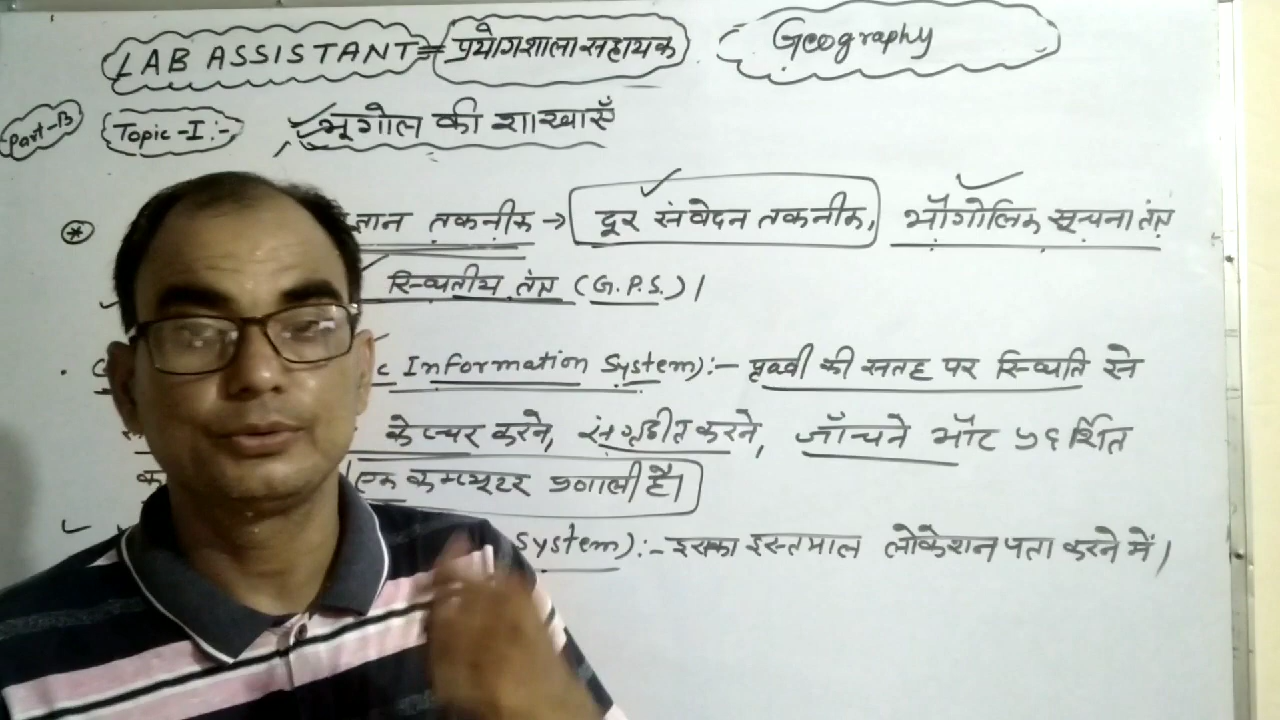 LAB ASSISTANT = प्रयोगशाला सहायक Geography
Part-B Topic-I:- भूगोल की शाखाएँ
ज्ञान तकनीक → दूर संवेदन तकनीक, भौगोलिक सूचना तंत्र
स्थितीय तंत्र (G.P.S.)।
c Information System):- पृथ्वी की सतह पर स्थिति
केप्चर करने, संगृहीत करने, जाँचने और प्रदर्शित
एक कम्प्यूटर प्रणाली है।
System):- इसका इस्तमाल लोकेशन पता करने में।